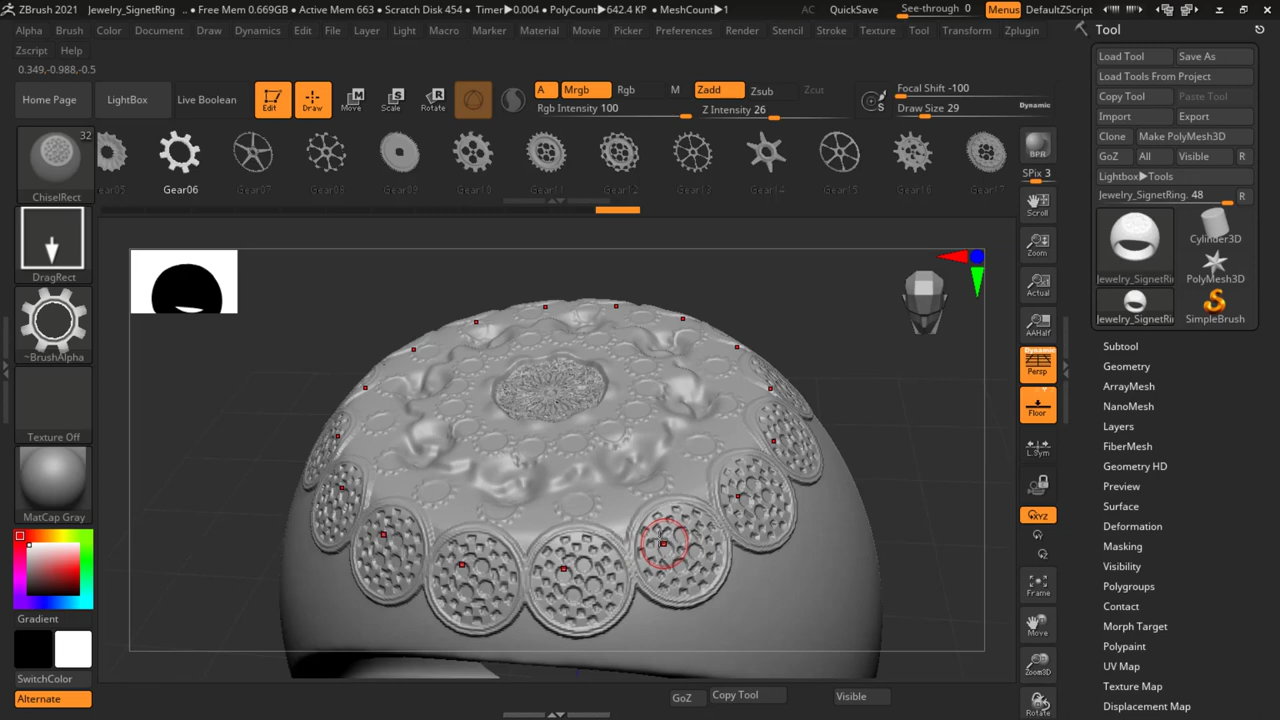 ZBrush 2021 Jewelry_SignetRing • Free Mem 0.669GB • Active Mem 663 • Scratch Disk 454 • Timer▶0.004 • PolyCount▶642.4 KP • MeshCount▶1 AC QuickSave See-through 0 Menus DefaultZScript
Alpha Brush Color Document Draw Dynamics Edit File Layer Light Macro Marker Material Movie Picker Preferences Render Stencil Stroke Texture Tool Transform Zplugin
Zscript Help
0.349,-0.988,-0.5
Home Page LightBox Live Boolean Edit Draw Move Scale Rotate
M S R
A Mrgb Rgb M Zadd Zsub Zcut
Rgb Intensity 100 Z Intensity 26
S
Focal Shift -100
Draw Size 29 Dynamic
32
ChiselRect
ear05 Gear06 Gear07 Gear08 Gear09 Gear10 Gear11 Gear12 Gear13 Gear14 Gear15 Gear16 Gear17
DragRect
~BrushAlpha
Texture Off
MatCap Gray
Gradient
SwitchColor
Alternate
BPR
SPix 3
Scroll
Zoom
Actual
AAHalf
Dynamic
Persp
Floor
L.Sym
XYZ
Frame
Move
Zoom3D
Rotate
GoZ Copy Tool Visible
Tool
Load Tool Save As
Load Tools From Project
Copy Tool Paste Tool
Import Export
Clone Make PolyMesh3D
GoZ All Visible R
Lightbox▶Tools
Jewelry_SignetRing. 48 R
Jewelry_SignetRi Cylinder3D
PolyMesh3D
Jewelry_SignetRi SimpleBrush
Subtool
Geometry
ArrayMesh
NanoMesh
Layers
FiberMesh
Geometry HD
Preview
Surface
Deformation
Masking
Visibility
Polygroups
Contact
Morph Target
Polypaint
UV Map
Texture Map
Displacement Map